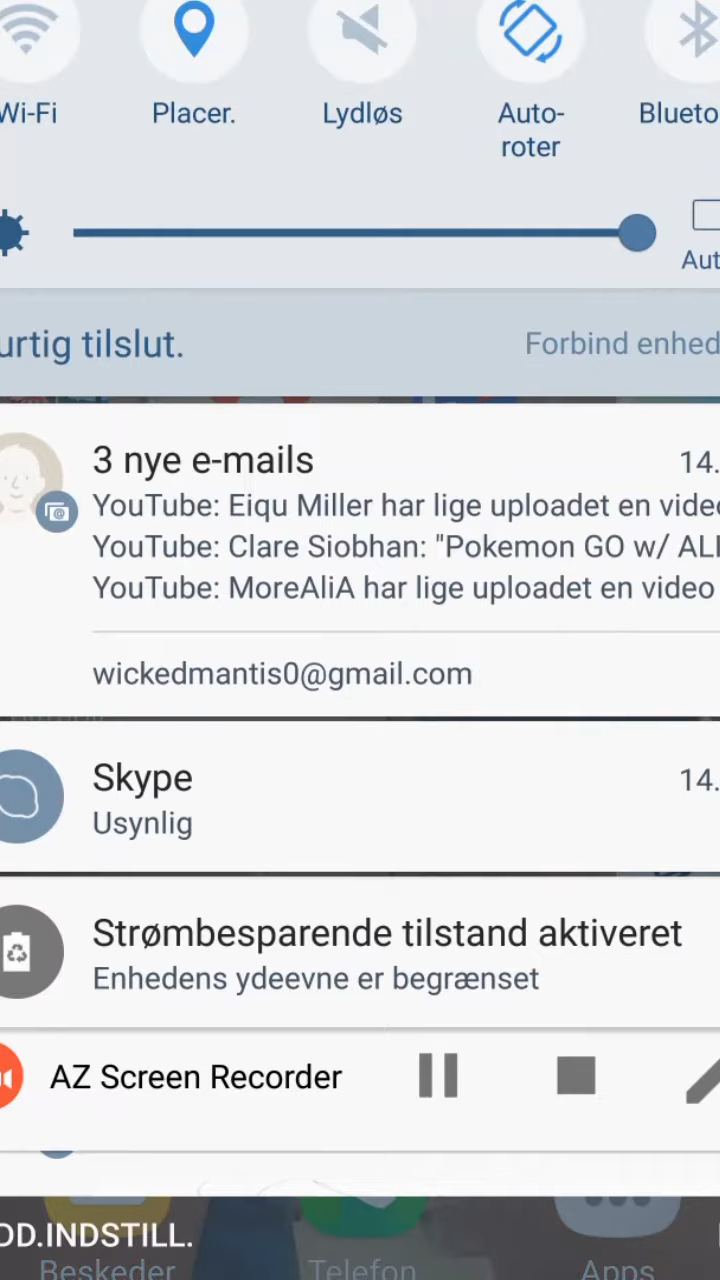 Wi-Fi
Placer.
Lydløs
Auto-
roter
Blueto
Aut
urtig tilslut.
Forbind enhed
3 nye e-mails
14.
YouTube: Eiqu Miller har lige uploadet en vide
YouTube: Clare Siobhan: "Pokemon GO w/ ALI
YouTube: MoreAliA har lige uploadet en video
wickedmantis0@gmail.com
Skype
14.
Usynlig
Strømbesparende tilstand aktiveret
Enhedens ydeevne er begrænset
AZ Screen Recorder
DD.INDSTILL.
Beskeder
Telefon
Apps